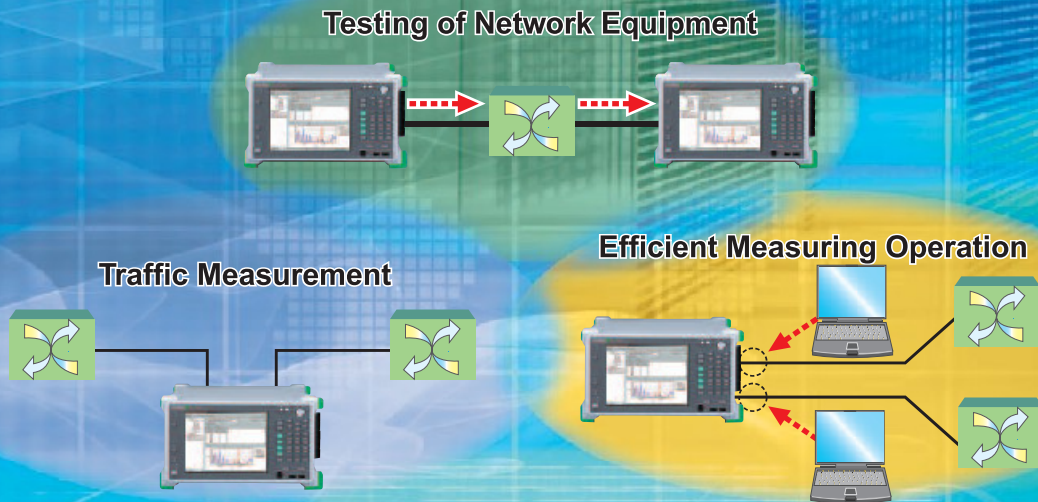 Testing of Network Equipment
Traffic Measurement
Efficient Measuring Operation